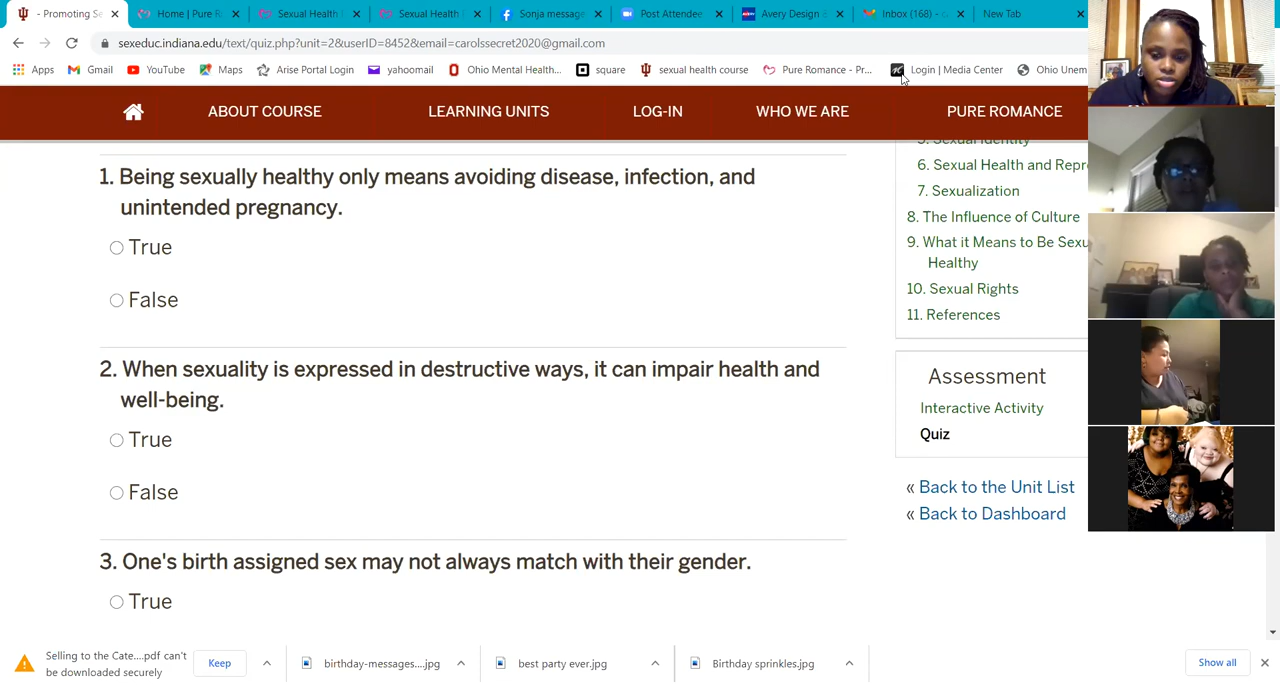 - Promoting Se
Home | Pure R
Sexual Health
Sexual Health
Sonja message
Post Attendee
Avery Design &
Inbox (168) -
New Tab
sexeduc.indiana.edu/text/quiz.php?unit=2&userID=8452&email=carolssecret2020@gmail.com
Apps
Gmail
YouTube
Maps
Arise Portal Login
yahoomail
Ohio Mental Health...
square
sexual health course
Pure Romance - Pr...
Login | Media Center
Ohio Unem
ABOUT COURSE
LEARNING UNITS
LOG-IN
WHO WE ARE
PURE ROMANCE
1. Being sexually healthy only means avoiding disease, infection, and
unintended pregnancy.
True
False
2. When sexuality is expressed in destructive ways, it can impair health and
well-being.
True
False
3. One's birth assigned sex may not always match with their gender.
True
5. Sexual Identity
6. Sexual Health and Repr
7. Sexualization
8. The Influence of Culture
9. What it Means to Be Sexu
Healthy
10. Sexual Rights
11. References
Assessment
Interactive Activity
Quiz
« Back to the Unit List
« Back to Dashboard
Selling to the Cate....pdf can't
be downloaded securely
Keep
birthday-messages....jpg
best party ever.jpg
Birthday sprinkles.jpg
Show all